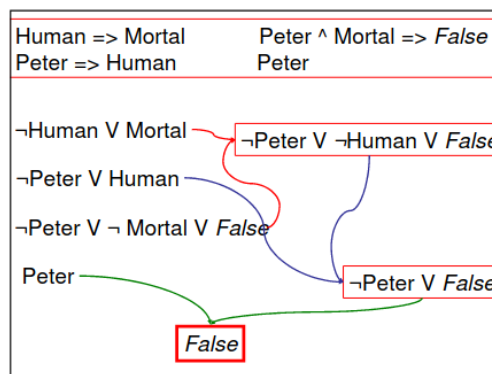 Human => Mortal Peter ^ Mortal => False
Peter => Human Peter
¬Human V Mortal
¬Peter V ¬Human V False
¬Peter V Human
¬Peter V ¬ Mortal V False
Peter
¬Peter V False
False